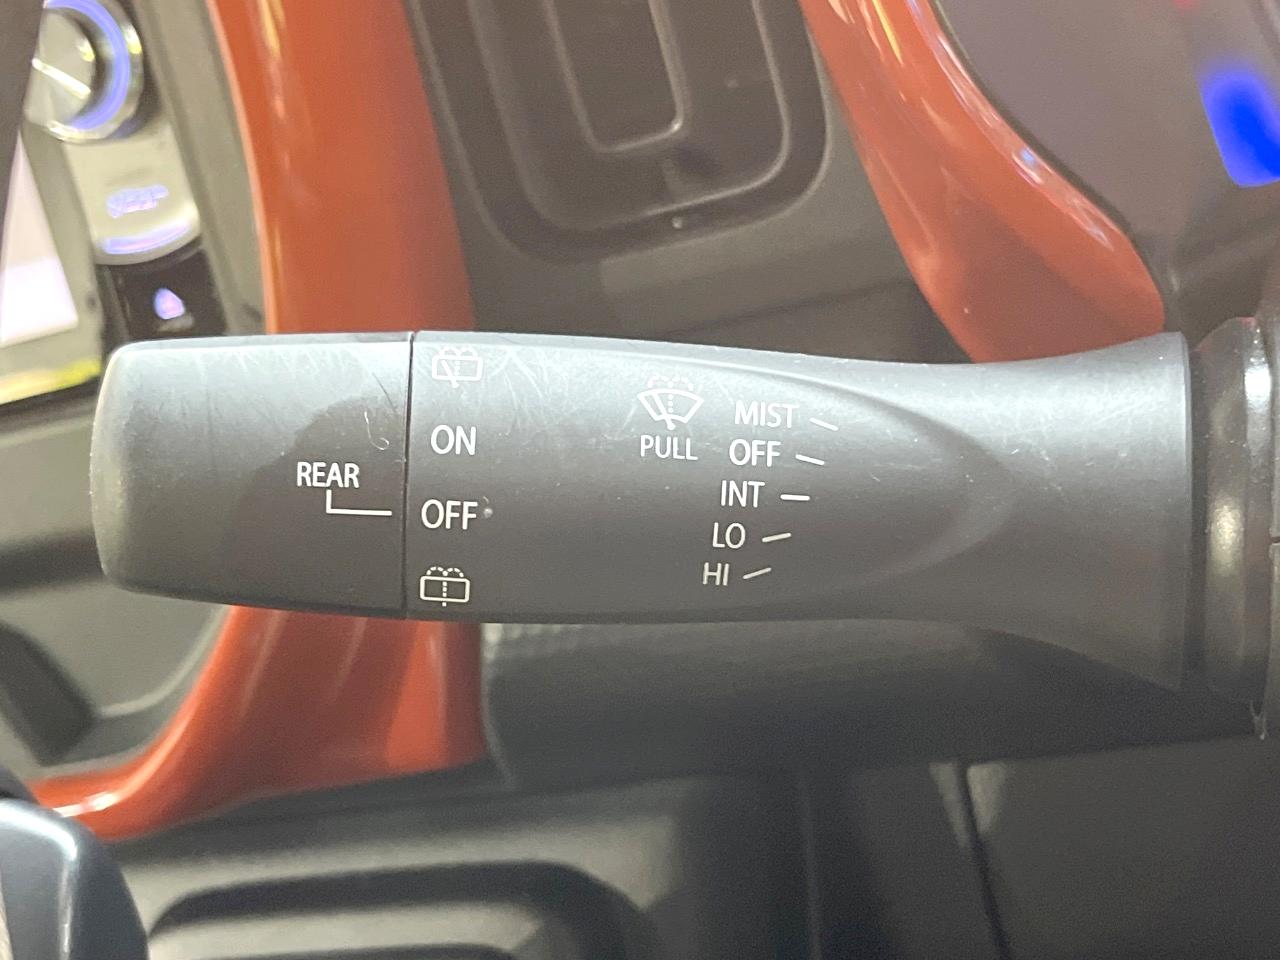 REAR
ON
OFF
PULL
MIST
OFF
INT
LO
HI